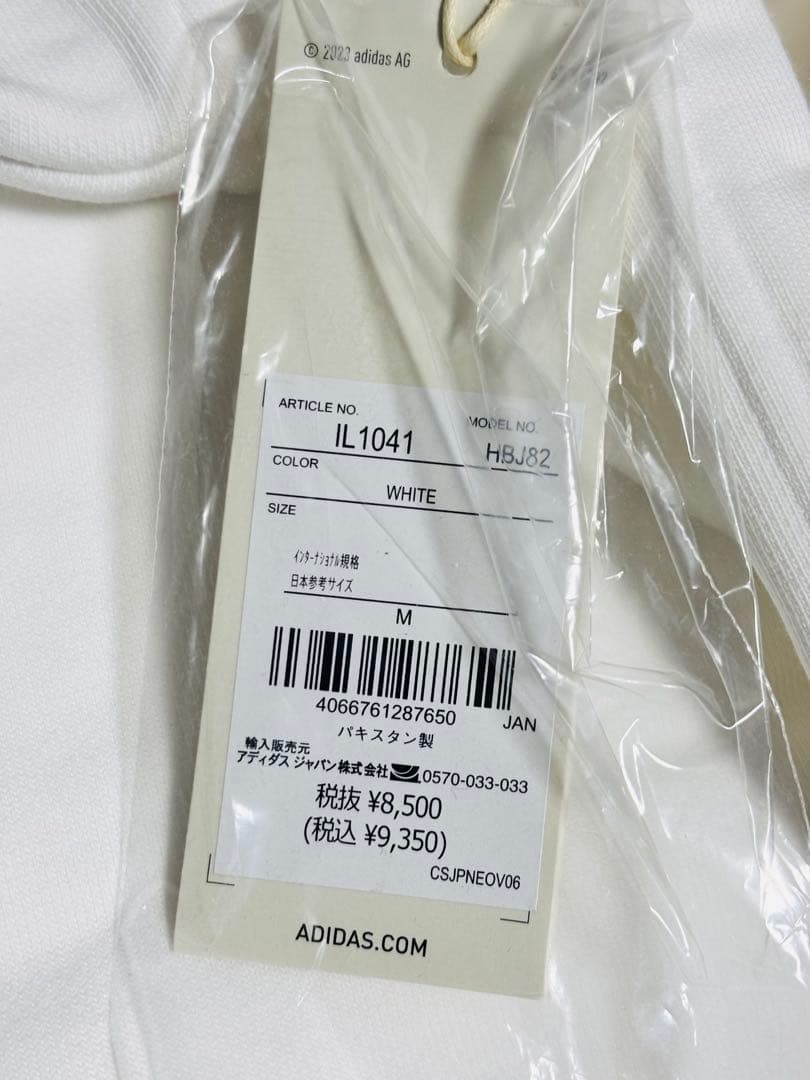 © 2023 adidas AG
ARTICLE NO. MODEL NO.
IL1041 HBJ82
COLOR
WHITE
SIZE
インターナショナル規格
日本参考サイズ
M
4066761287650 JAN
パキスタン製
輸入販売元
アディダス ジャパン株式会社 0570-033-033
税抜 ¥8,500
(税込 ¥9,350)
CSJPNEOV06
ADIDAS.COM